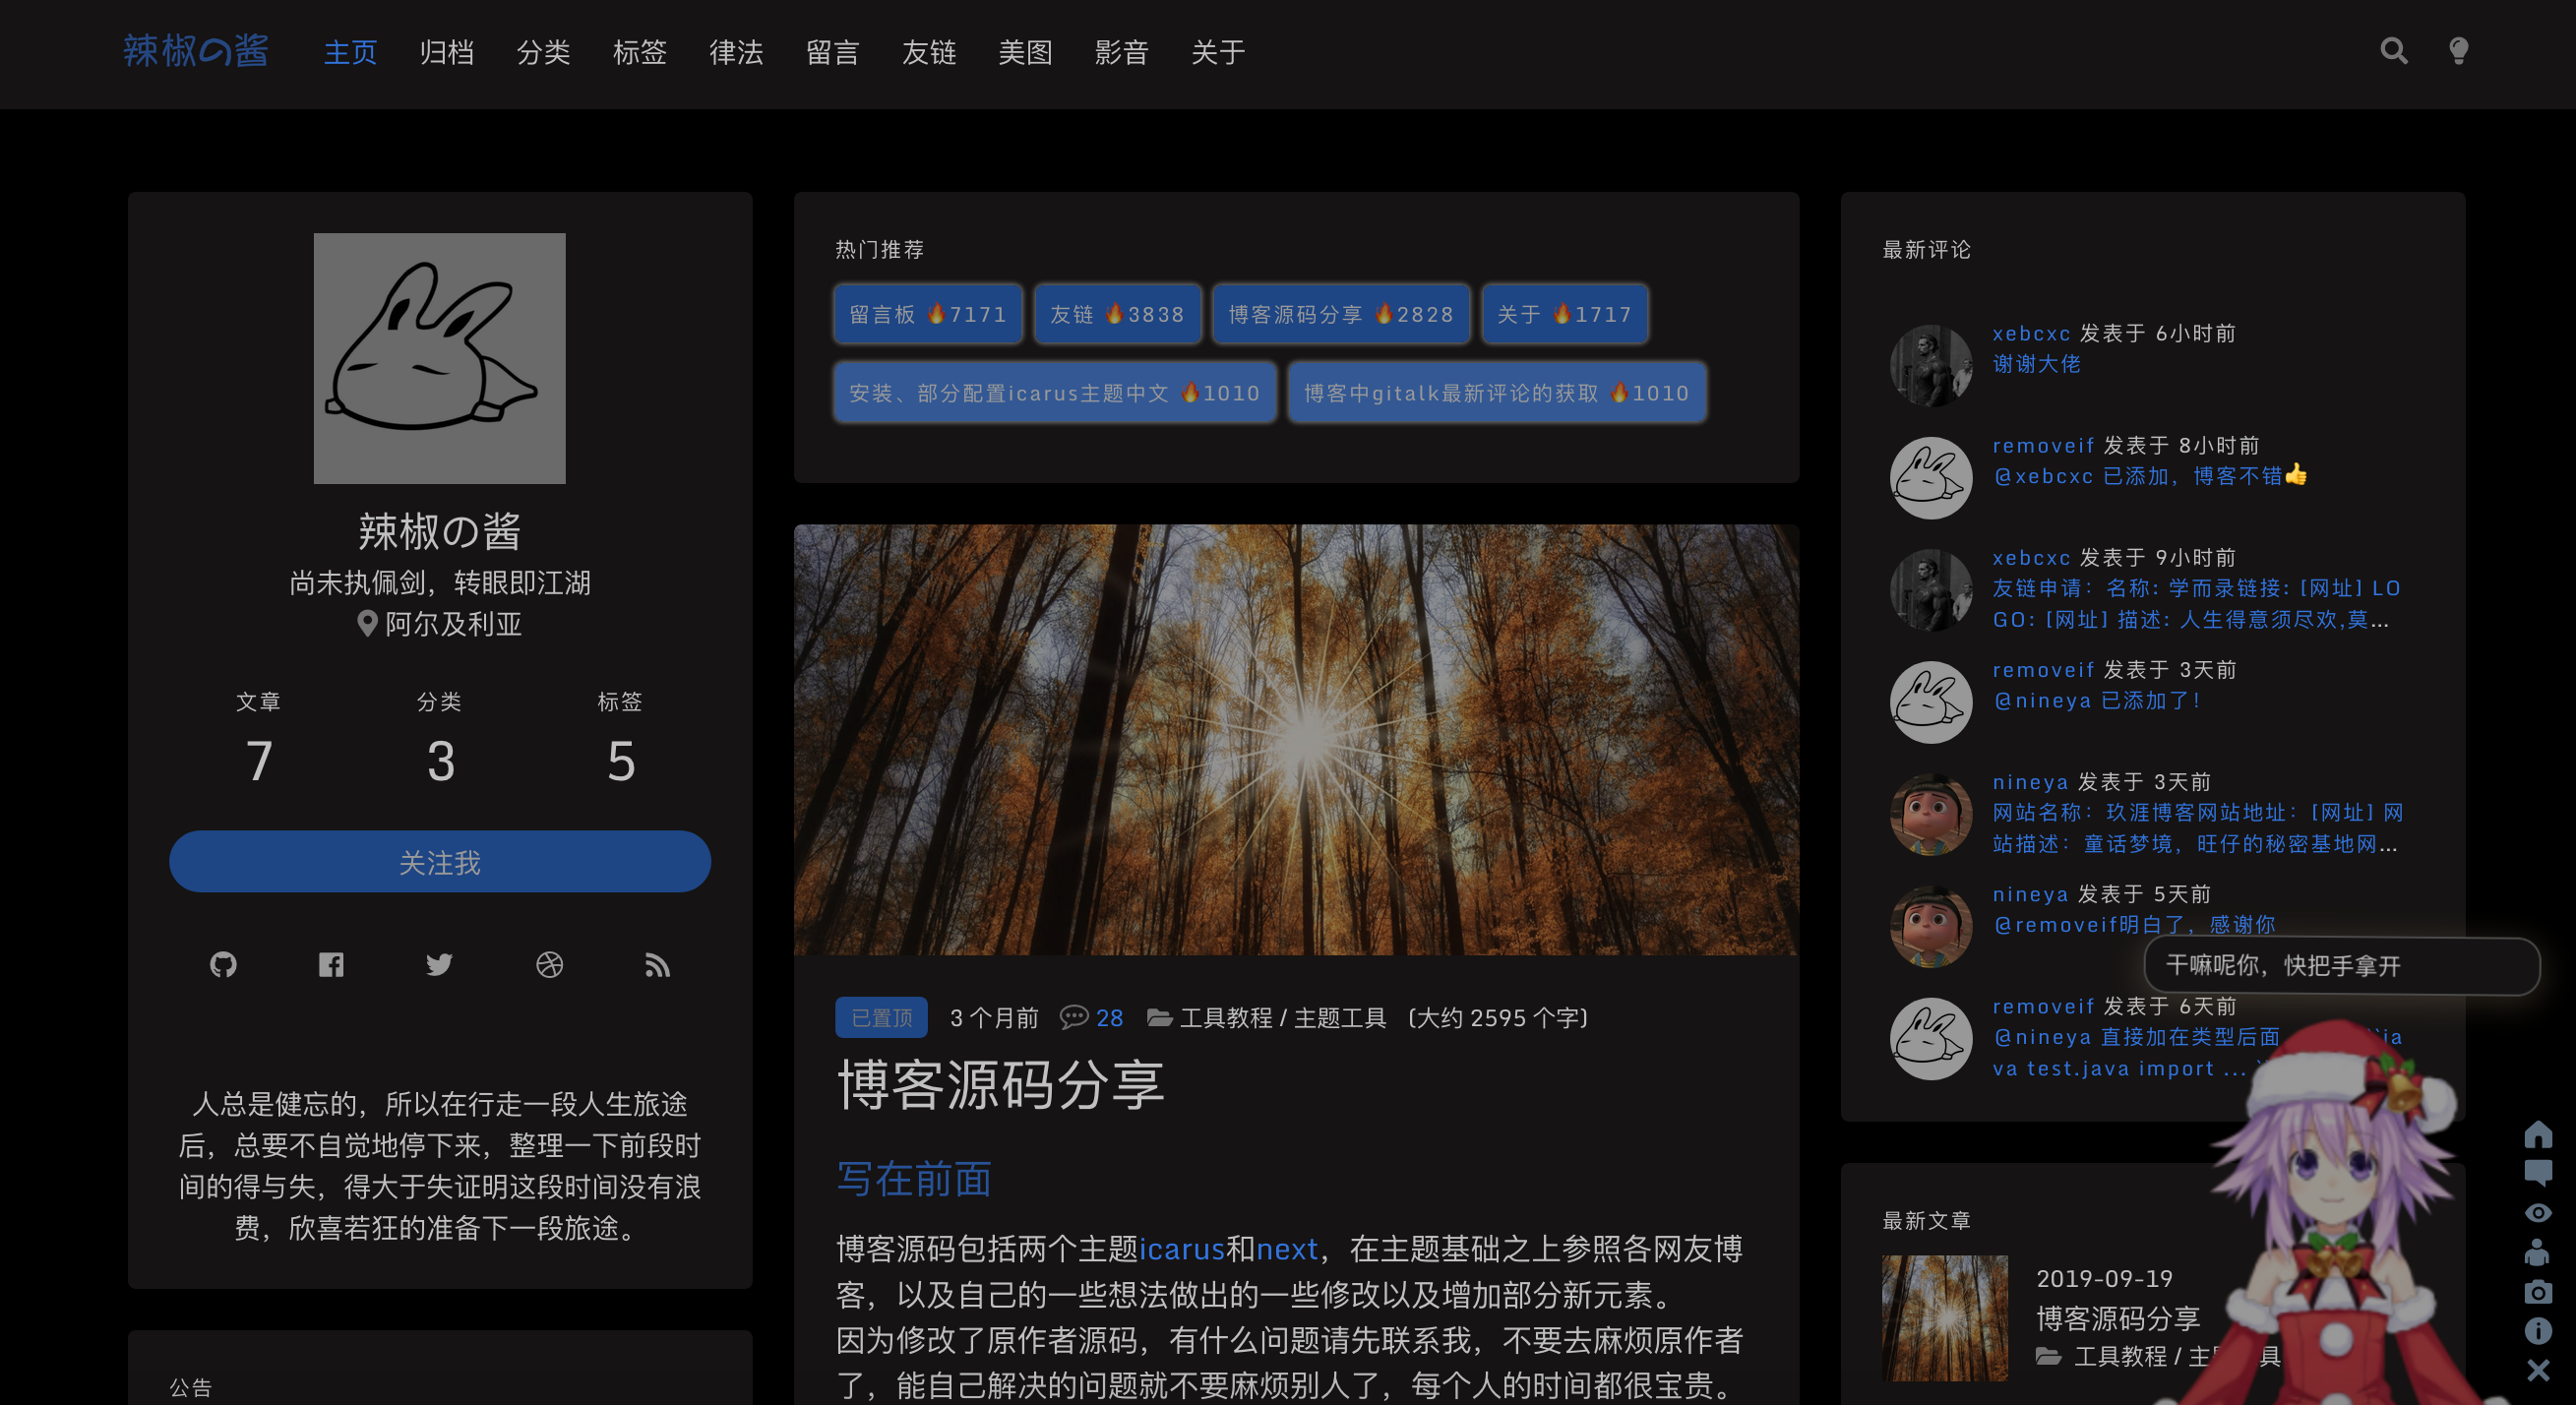 辣椒の酱 主页 归档 分类 标签 律法 留言 友链 美图 影音 关于
辣椒の酱
尚未执佩剑，转眼即江湖
阿尔及利亚
文章 分类 标签
7 3 5
关注我
人总是健忘的，所以在行走一段人生旅途
后，总要不自觉地停下来，整理一下前段时
间的得与失，得大于失证明这段时间没有浪
费，欣喜若狂的准备下一段旅途。
公告
热门推荐
留言板 🔥7171 友链 🔥3838 博客源码分享 🔥2828 关于 🔥1717
安装、部分配置icarus主题中文 🔥1010 博客中gitalk最新评论的获取 🔥1010
已置顶 3 个月前 28 工具教程 / 主题工具 (大约 2595 个字)
博客源码分享
写在前面
博客源码包括两个主题icarus和next，在主题基础之上参照各网友博
客，以及自己的一些想法做出的一些修改以及增加部分新元素。
因为修改了原作者源码，有什么问题请先联系我，不要去麻烦原作者
了，能自己解决的问题就不要麻烦别人了，每个人的时间都很宝贵。
最新评论
xebcxc 发表于 6小时前
谢谢大佬
removeif 发表于 8小时前
@xebcxc 已添加，博客不错👍
xebcxc 发表于 9小时前
友链申请：名称: 学而录链接: [网址] LO
GO: [网址] 描述: 人生得意须尽欢,莫...
removeif 发表于 3天前
@nineya 已添加了!
nineya 发表于 3天前
网站名称：玖涯博客网站地址：[网址] 网
站描述：童话梦境，旺仔的秘密基地网...
nineya 发表于 5天前
@removeif明白了，感谢你
干嘛呢你，快把手拿开
removeif 发表于 6天前
@nineya 直接加在类型后面
va test.java import ...
最新文章
2019-09-19
博客源码分享
工具教程 / 主 具